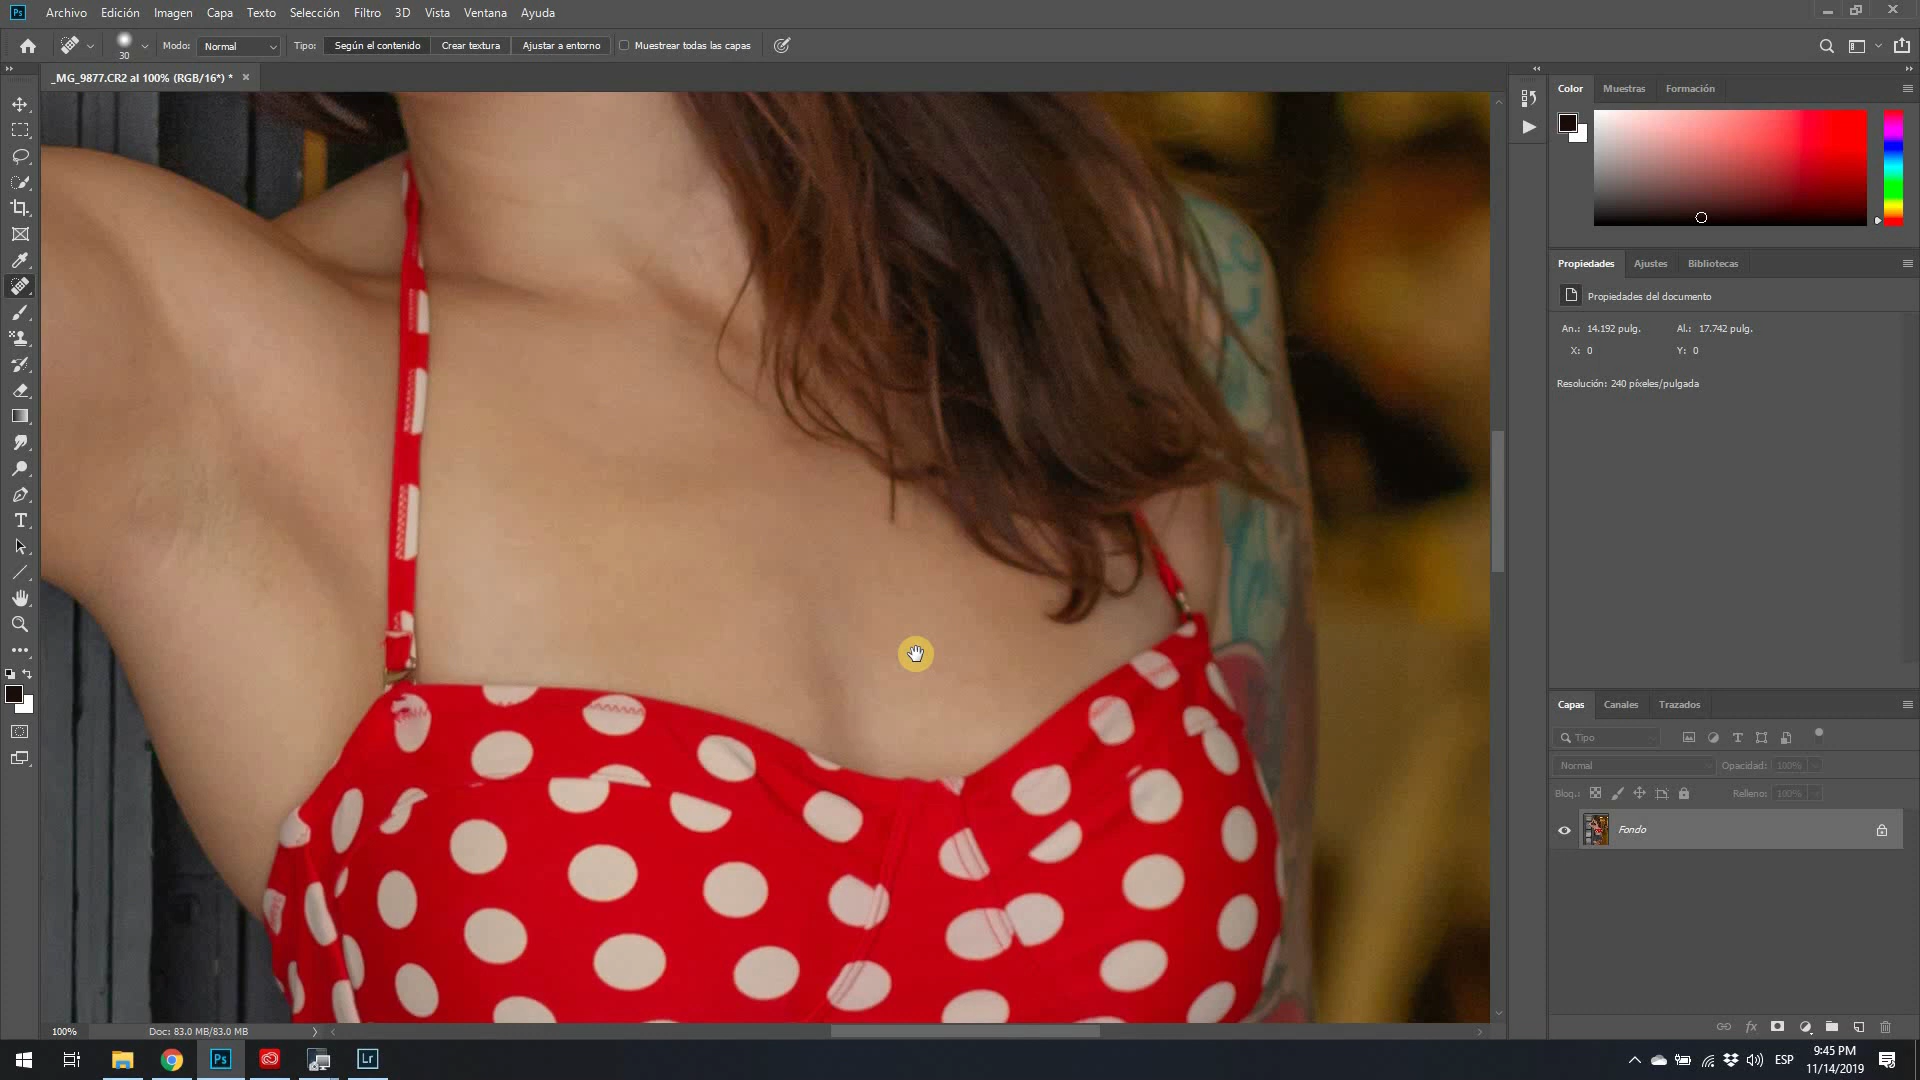 Ps Archivo Edición Imagen Capa Texto Selección Filtro 3D Vista Ventana Ayuda
30 Modo: Normal Tipo: Según el contenido Crear textura Ajustar a entorno Muestrear todas las capas
_MG_9877.CR2 al 100% (RGB/16*) * ×
Color Muestras Formación
Propiedades Ajustes Bibliotecas
Propiedades del documento
An.: 14.192 pulg. Al.: 17.742 pulg.
X: 0 Y: 0
Resolución: 240 píxeles/pulgada
Capas Canales Trazados
Tipo
Normal Opacidad: 100%
Bloq.: Relleno: 100%
Fondo
100% Doc: 83.0 MB/83.0 MB
Ps Lr ESP 9:45 PM
11/14/2019